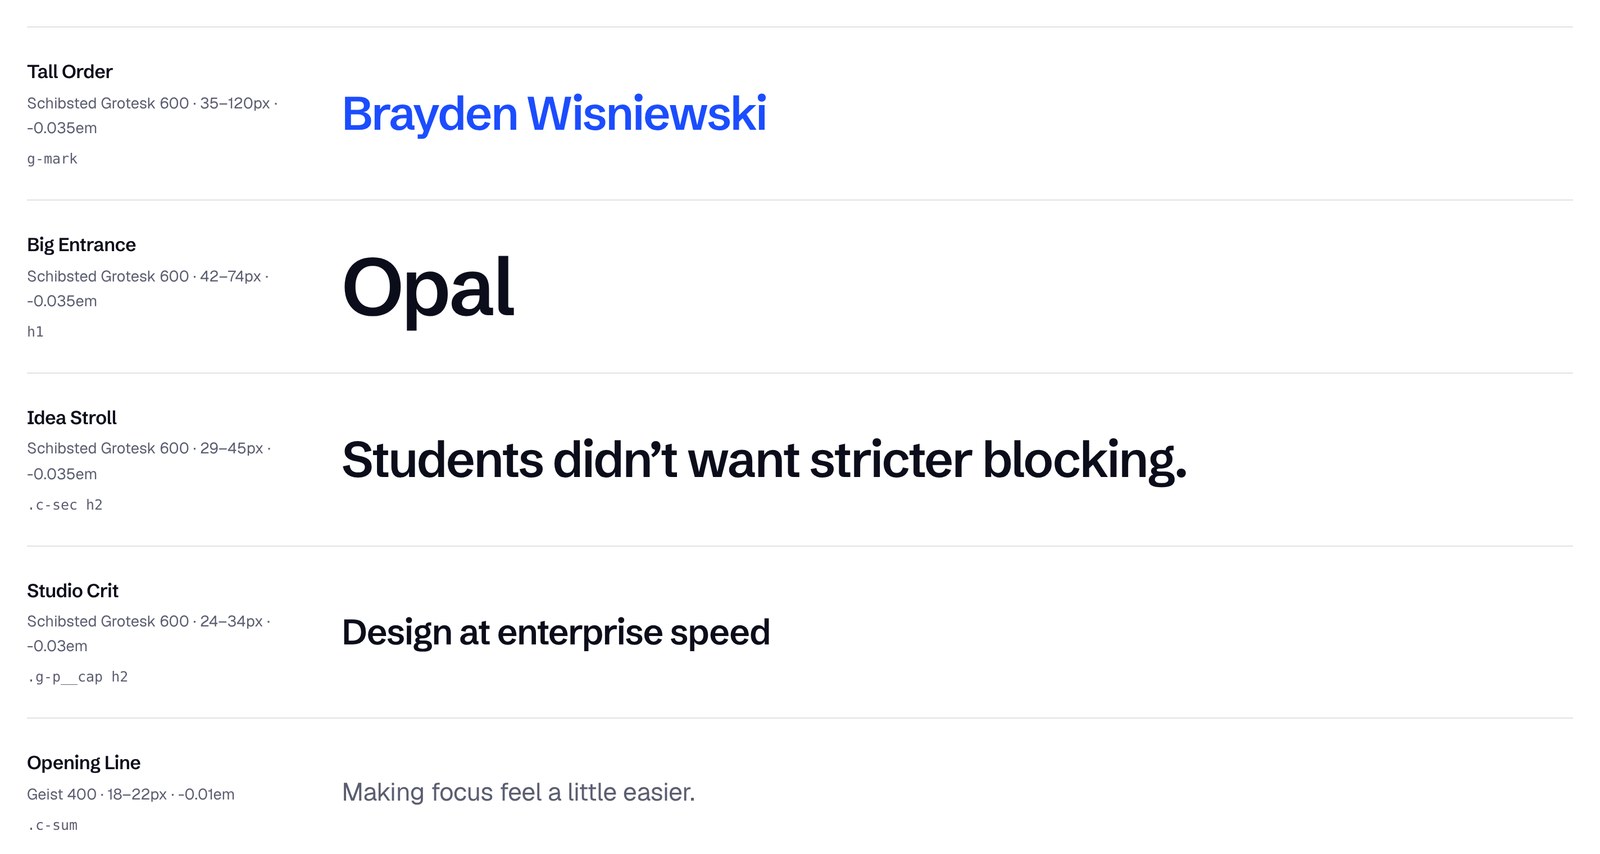 Tall Order
Schibsted Grotesk 600 · 35–120px ·
-0.035em
g-mark
Brayden Wisniewski
Big Entrance
Schibsted Grotesk 600 · 42–74px ·
-0.035em
h1
Opal
Idea Stroll
Schibsted Grotesk 600 · 29–45px ·
-0.035em
.c-sec h2
Students didn’t want stricter blocking.
Studio Crit
Schibsted Grotesk 600 · 24–34px ·
-0.03em
.g-p__cap h2
Design at enterprise speed
Opening Line
Geist 400 · 18–22px · -0.01em
.c-sum
Making focus feel a little easier.